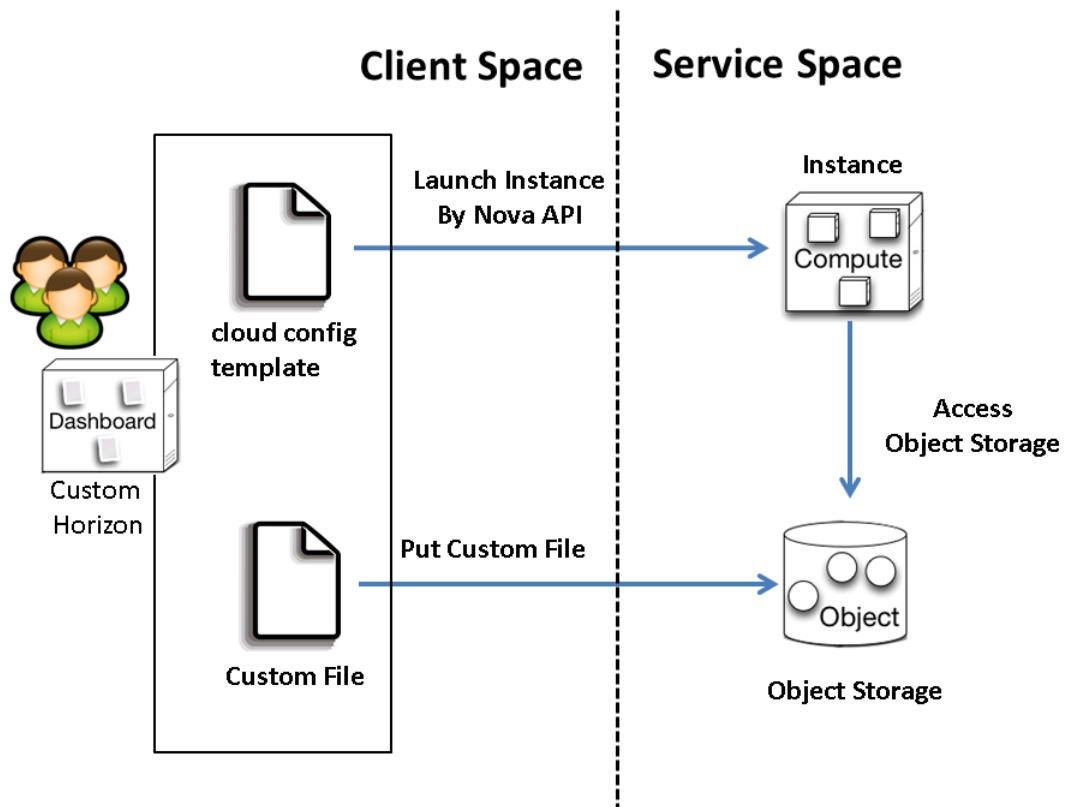 Client Space
Service Space
Launch Instance
By Nova API
Instance
Compute
cloud config
template
Dashboard
Custom
Horizon
Access
Object Storage
Put Custom File
Custom File
Object
Object Storage